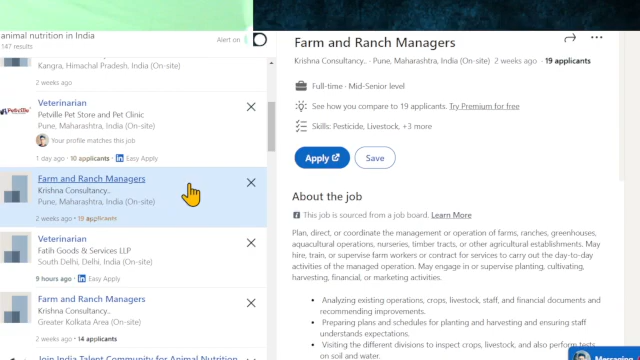 animal nutrition in India
147 results
Alert on
Kangra, Himachal Pradesh, India (On-site)
2 weeks ago
Veterinarian
Petville Pet Store and Pet Clinic
Pune, Maharashtra, India (On-site)
Your profile matches this job
1 day ago · 10 applicants · in Easy Apply
Farm and Ranch Managers
Krishna Consultancy..
Pune, Maharashtra, India (On-site)
2 weeks ago · 19 applicants
Veterinarian
Fatih Goods & Services LLP
South Delhi, Delhi, India (On-site)
9 hours ago · in Easy Apply
Farm and Ranch Managers
Krishna Consultancy..
Greater Kolkata Area (On-site)
2 weeks ago · 14 applicants
Join India Talent Community for Animal Nutrition
Farm and Ranch Managers
Krishna Consultancy.. · Pune, Maharashtra, India (On-site) 2 weeks ago · 19 applicants
Full-time · Mid-Senior level
See how you compare to 19 applicants. Try Premium for free
Skills: Pesticide, Livestock, +3 more
Apply
Save
About the job
This job is sourced from a job board. Learn More
Plan, direct, or coordinate the management or operation of farms, ranches, greenhouses,
aquacultural operations, nurseries, timber tracts, or other agricultural establishments. May
hire, train, or supervise farm workers or contract for services to carry out the day-to-day
activities of the managed operation. May engage in or supervise planting, cultivating,
harvesting, financial, or marketing activities.
• Analyzing existing operations, crops, livestock, staff, and financial documents and
recommending improvements.
• Preparing plans and schedules for planting and harvesting and ensuring staff
understands expectations.
• Visiting the different divisions to inspect crops, livestock, and also perform tests
on soil and water.
Messaging